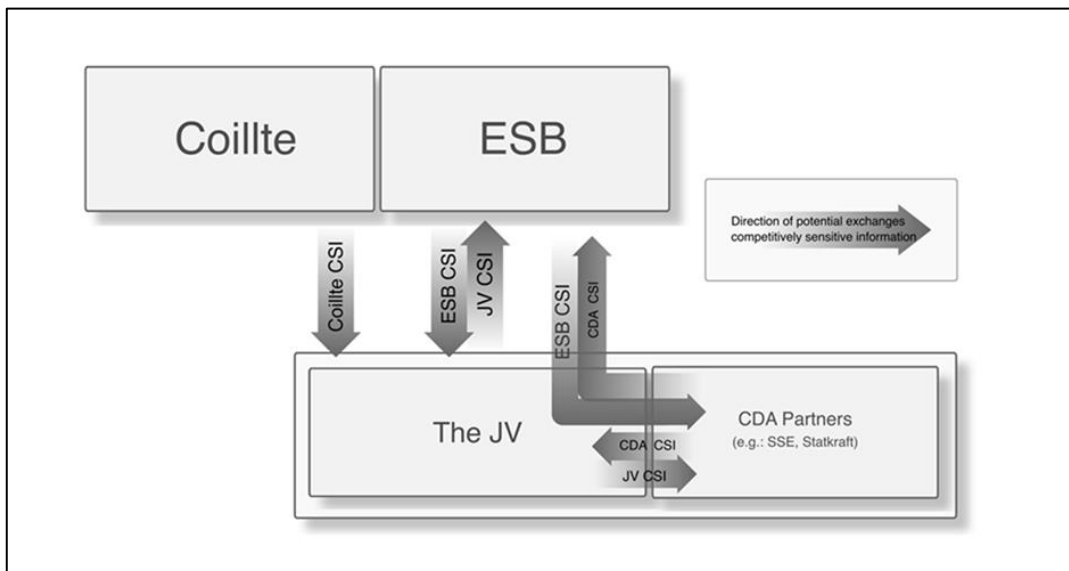 Coillte
ESB
Direction of potential exchanges
competitively sensitive information
Coillte CSI
ESB CSI
JV CSI
ESB CSI
CDA CSI
The JV
CDA Partners
(e.g.: SSE, Statkraft)
CDA CSI
JV CSI